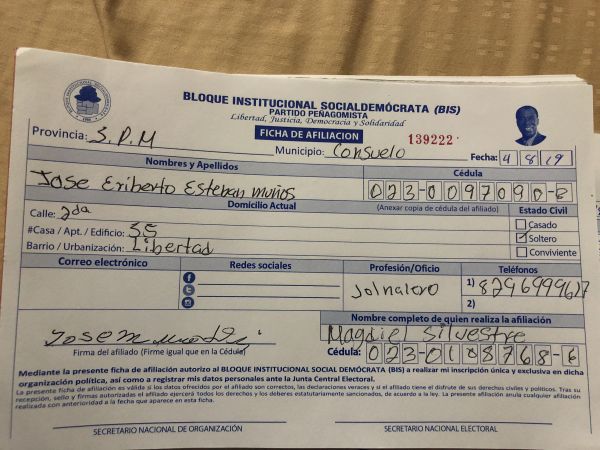 BLOQUE INSTITUCIONAL SOCIALDEMÓCRATA (BIS)
PARTIDO PEÑAGOMISTA
Libertad, Justicia, Democracia y Solidaridad
FICHA DE AFILIACION 139222
Provincia: S.P.M Municipio: Consuelo Fecha: 4 8 19
Nombres y Apellidos Cédula
Jose Eriberto Esteban Muños 023-0097090-8
Domicilio Actual (Anexar copia de cédula del afiliado) Estado Civil
Calle: 2da Casado
#Casa / Apt. / Edificio: 35 Soltero
Barrio / Urbanización: Libertad Conviviente
Correo electrónico Redes sociales Profesión/Oficio Teléfonos
Jolnalero 1) 8296999617
2)
Nombre completo de quien realiza la afiliación
Magdiel Silvestre
Firma del afiliado (Firme igual que en la Cédula) Cédula: 023-0108768-6
Mediante la presente ficha de afiliación autorizo al BLOQUE INSTITUCIONAL SOCIAL DEMÓCRATA (BIS) a realizar mi inscripción única y exclusiva en dicha
organización política, así como a registrar mis datos personales ante la Junta Central Electoral.
La presente ficha de afiliación es válida si los datos ofrecidos por el afiliado son correctos, las declaraciones veraces y si el afiliado tiene el disfrute de sus derechos civiles y políticos. Tras su
recepción, sello y firmas autorizadas el afiliado ejercerá todos los derechos y los deberes estatutariamente sancionados, de acuerdo a la ley. La presente afiliación anula cualquier afiliación
realizada con anterioridad a la fecha que aparece en esta ficha.
SECRETARIO NACIONAL DE ORGANIZACIÓN SECRETARIO NACIONAL ELECTORAL